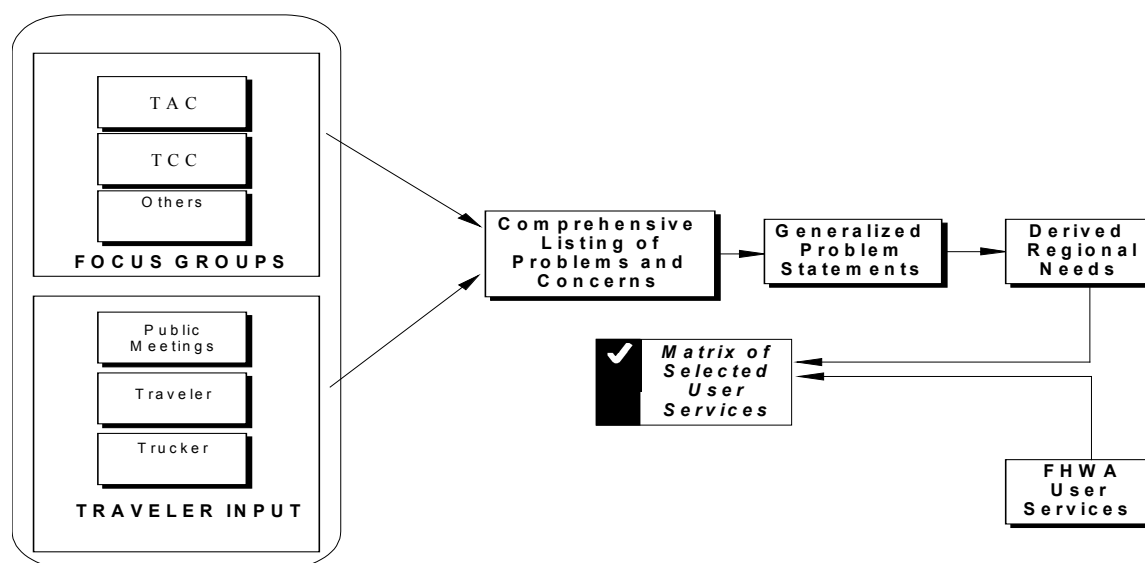 TAC
TCC
Others
FOCUS GROUPS
Public
Meetings
Traveler
Trucker
TRAVELER INPUT
Comprehensive
Listing of
Problems and
Concerns
Generalized
Problem
Statements
Derived
Regional
Needs
Matrix of
Selected
User
Services
FHWA
User
Services